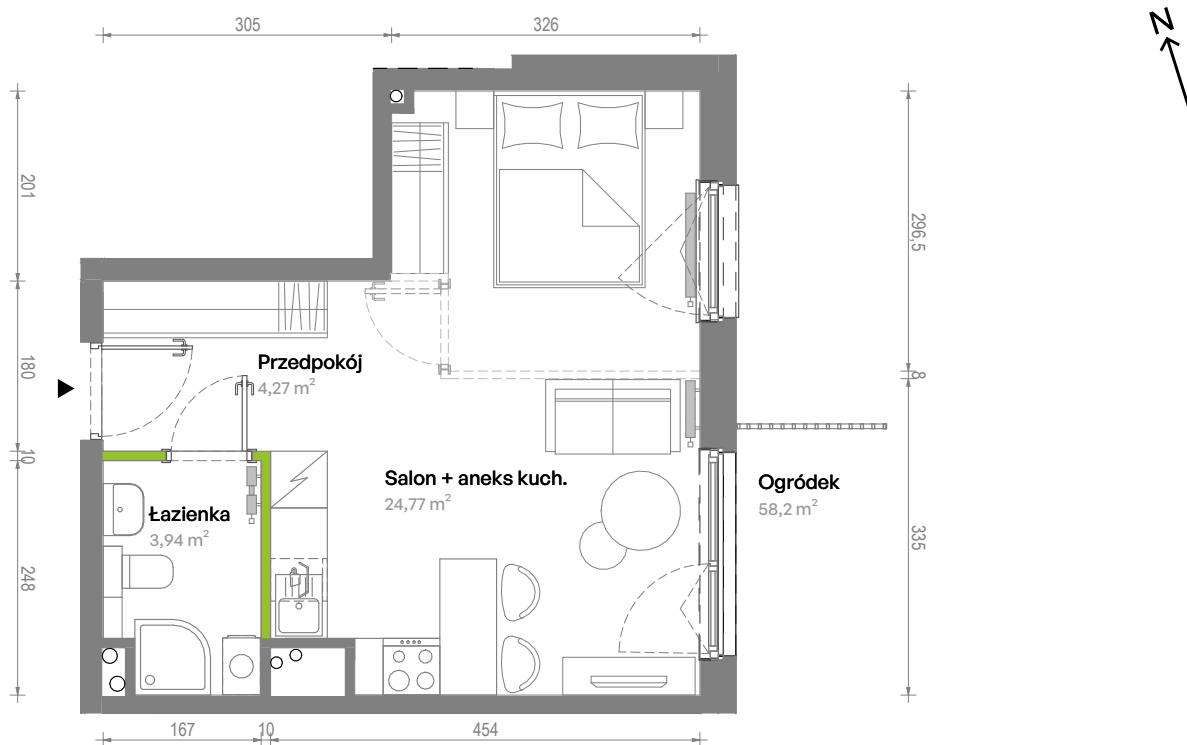 305
326
N
201
296,5
180
Przedpokój
4,27 m²
8
10
Salon + aneks kuch.
24,77 m²
Ogródek
58,2 m²
Łazienka
3,94 m²
335
248
167
10
454